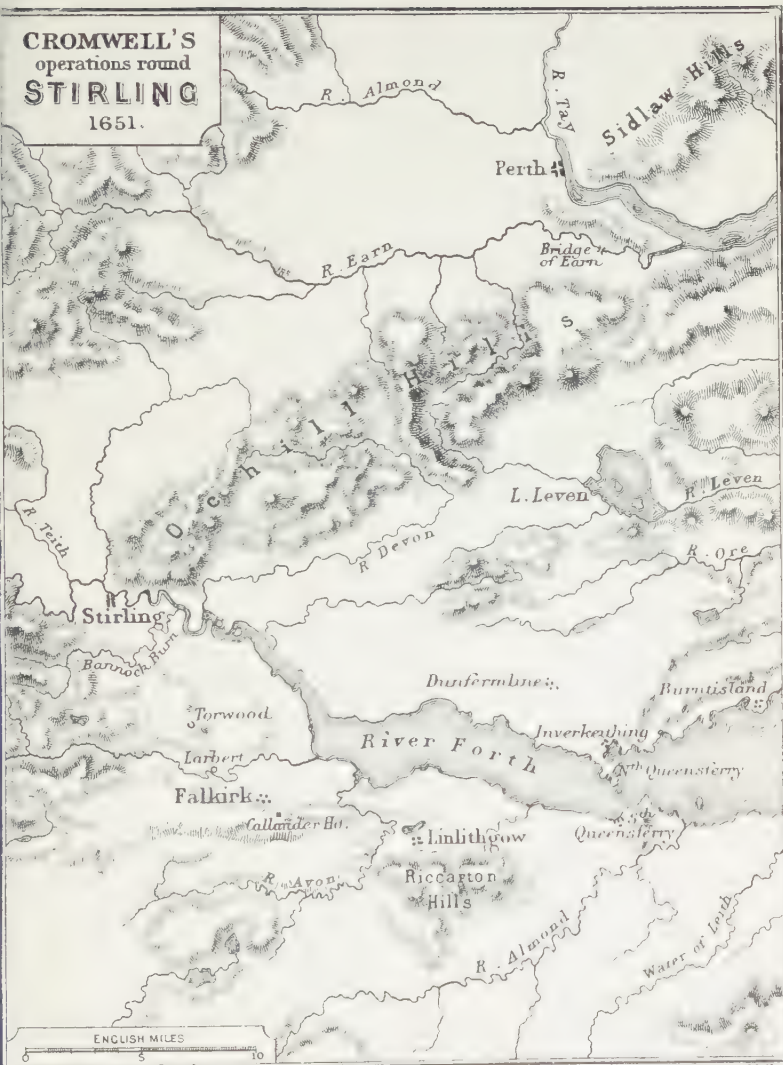 CROMWELL'S
operations round
STIRLING
1651.
R. Almond
R. Tay
Sidlaw Hills
Perth
Bridge
of Earn
R. Earn
Ochill Hills
L. Leven
R. Leven
R. Teith
R Devon
R. Ore
Stirling
Bannock Burn
Dunfermline
Burntisland
Torwood
Inverkeithing
River Forth
Larbert
Nth Queensferry
Falkirk
Callander Ho.
Sth
Queensferry
Linlithgow
R. Avon
Riccarton
Hills
R. Almond
Water of Leith
ENGLISH MILES
0 5 10